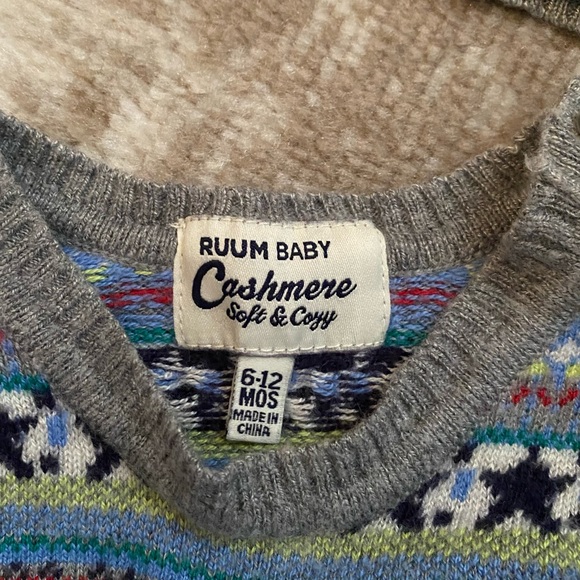 RUUM BABY
Cashmere
Soft & Cozy
6-12
MOS
MADE IN
CHINA